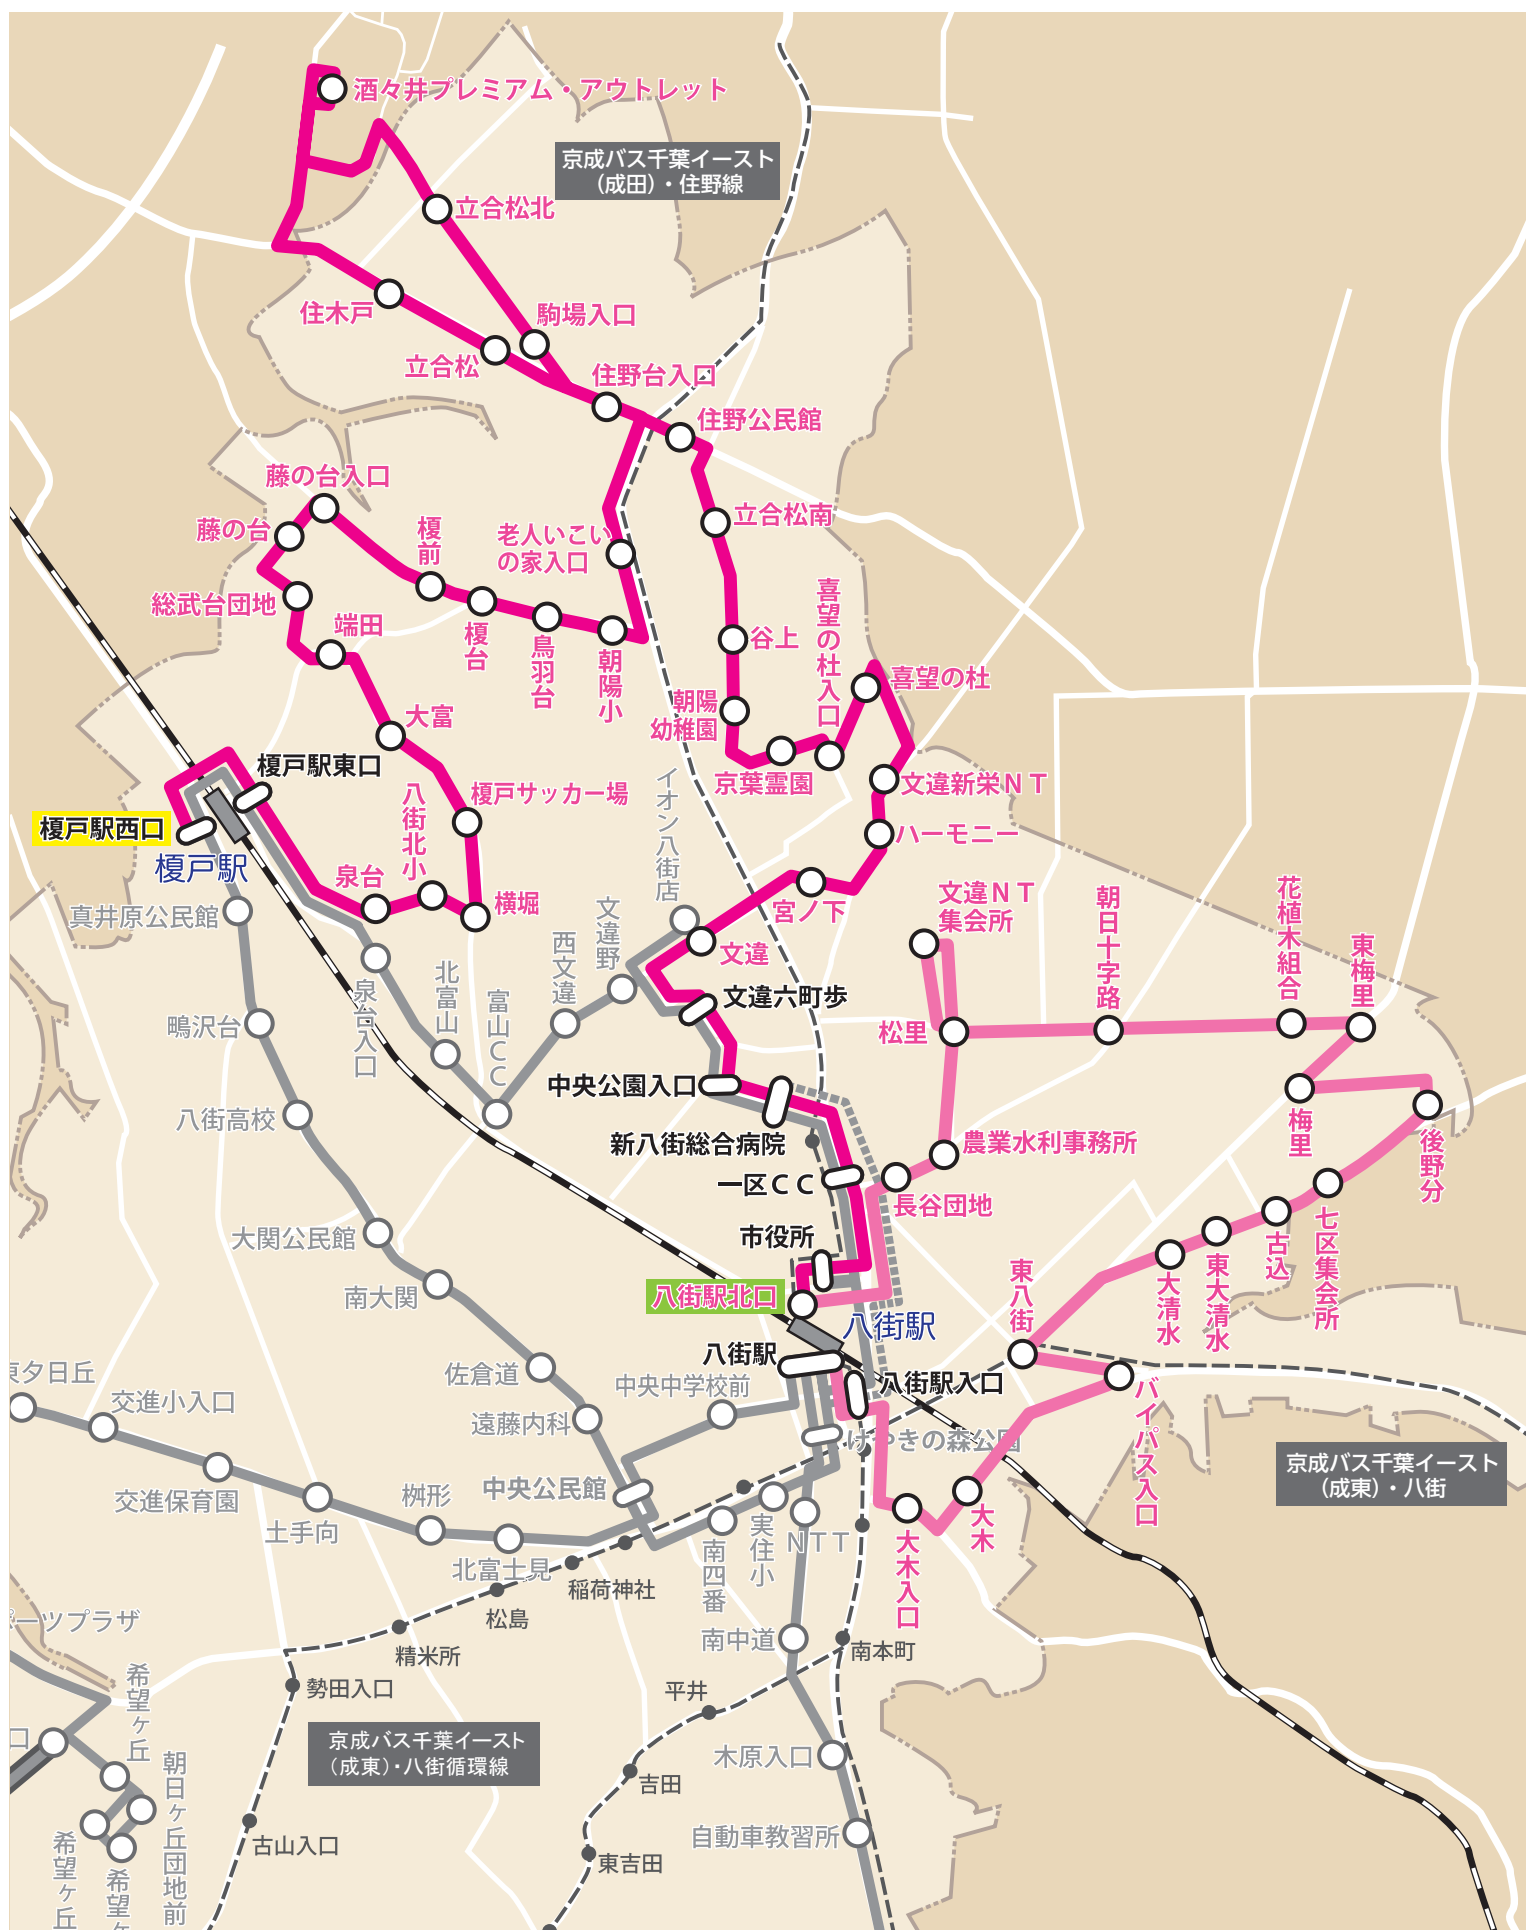 酒々井プレミアム・アウトレット
京成バス千葉イースト
（成田）・住野線
立合松北
住木戸
駒場入口
立合松
住野台入口
住野公民館
藤の台入口
藤の台
榎前
老人いこい
の家入口
立合松南
総武台団地
端田
榎台
鳥羽台
朝陽小
谷上
喜望の杜入口
喜望の杜
朝陽
幼稚園
大富
京葉霊園
文違新栄ＮＴ
榎戸駅東口
榎戸サッカー場
八街北小
イオン八街店
榎戸駅西口
榎戸駅
ハーモニー
泉台
横堀
宮ノ下
文違ＮＴ
集会所
朝日十字路
花植木組合
東梅里
真井原公民館
文違野
西文違
文違
北富山
富山ＣＣ
泉台入口
文違六町歩
鴫沢台
松里
中央公園入口
八街高校
新八街総合病院
農業水利事務所
梅里
後野分
一区ＣＣ
長谷団地
大関公民館
市役所
七区集会所
古込
東大清水
大清水
東八街
南大関
八街駅北口
八街駅
八街駅
佐倉道
中央中学校前
八街駅入口
夕日丘
交進小入口
遠藤内科
けやきの森公園
バイパス入口
京成バス千葉イースト
（成東）・八街
交進保育園
土手向
桝形
中央公民館
北富士見
南四番
実住小
ＮＴＴ
大木
大木入口
稲荷神社
松島
精米所
ーツプラザ
南中道
南本町
勢田入口
平井
希望ヶ丘
口
京成バス千葉イースト
（成東）・八街循環線
朝日ヶ丘団地前
木原入口
吉田
自動車教習所
古山入口
東吉田
希望ヶ丘
希望ヶ